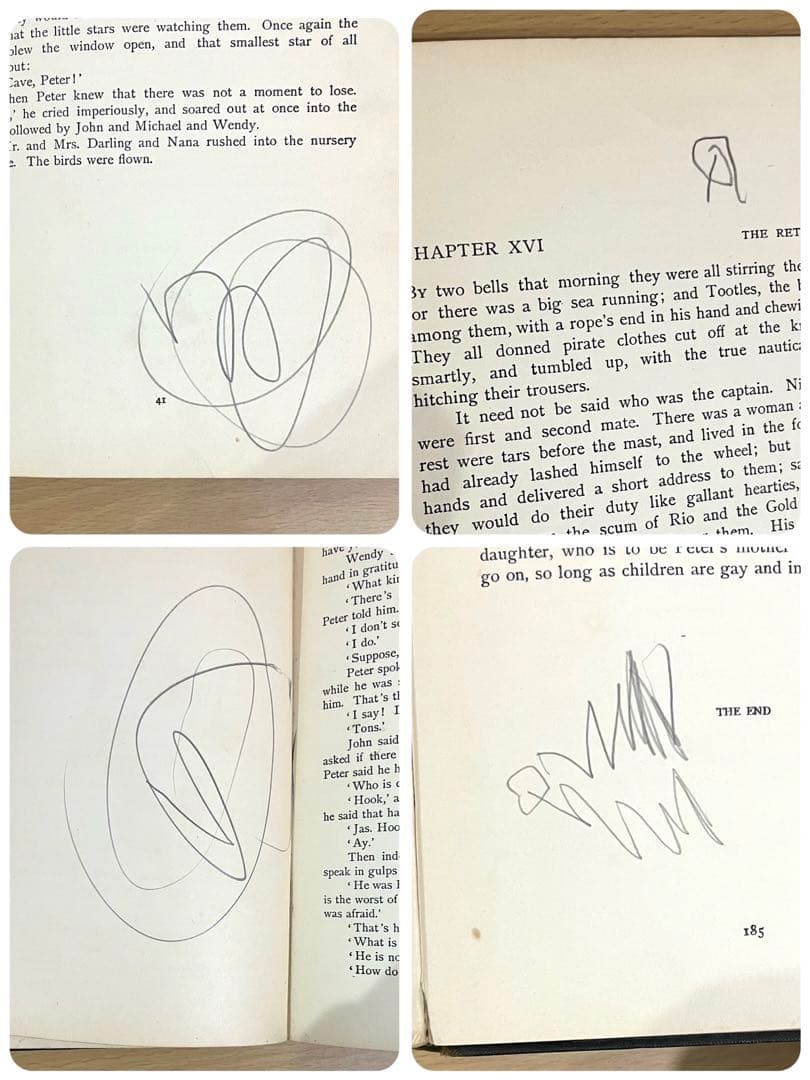 that the little stars were watching them. Once again the
blew the window open, and that smallest star of all
out:
Cave, Peter!'
hen Peter knew that there was not a moment to lose.
,' he cried imperiously, and soared out at once into the
ollowed by John and Michael and Wendy.
r. and Mrs. Darling and Nana rushed into the nursery
The birds were flown.
41
THE RET
HAPTER XVI
By two bells that morning they were all stirring the
or there was a big sea running; and Tootles, the
among them, with a rope's end in his hand and chewi
They all donned pirate clothes cut off at the k
smartly, and tumbled up, with the true nautica
hitching their trousers.
It need not be said who was the captain. Ni
were first and second mate. There was a woman
rest were tars before the mast, and lived in the fo
had already lashed himself to the wheel; but
hands and delivered a short address to them; sa
they would do their duty like gallant hearties,
the scum of Rio and the Gold
them. His
have y
Wendy
hand in gratitu
'What kin
'There's
Peter told him.
'I don't se
'I do.'
'Suppose,
Peter spok
while he was
him. That's th
'I say! I
'Tons.'
John said
asked if there
Peter said he h
'Who is c
'Hook,' a
he said that ha
'Jas. Hoo
'Ay.'
Then ind
speak in gulps
'He was
is the worst of
was afraid.'
'That's h
'What is
'He is no
'How do
daughter, who is to be Peter's mother
go on, so long as children are gay and in
THE END
185